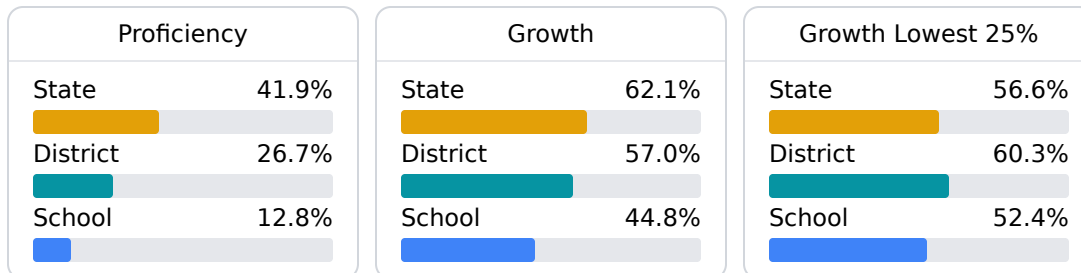 Proficiency
State 41.9%
District 26.7%
School 12.8%
Growth
State 62.1%
District 57.0%
School 44.8%
Growth Lowest 25%
State 56.6%
District 60.3%
School 52.4%